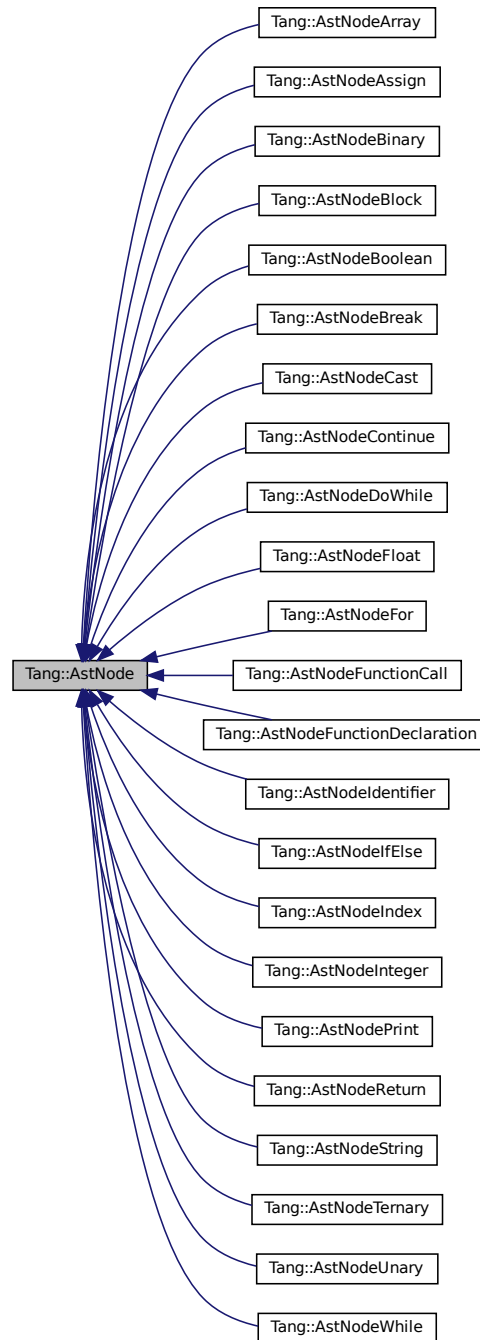 Tang::AstNodeArray
Tang::AstNodeAssign
Tang::AstNodeBinary
Tang::AstNodeBlock
Tang::AstNodeBoolean
Tang::AstNodeBreak
Tang::AstNodeCast
Tang::AstNodeContinue
Tang::AstNodeDoWhile
Tang::AstNodeFloat
Tang::AstNodeFor
Tang::AstNode
Tang::AstNodeFunctionCall
Tang::AstNodeFunctionDeclaration
Tang::AstNodeIdentifier
Tang::AstNodeIfElse
Tang::AstNodeIndex
Tang::AstNodeInteger
Tang::AstNodePrint
Tang::AstNodeReturn
Tang::AstNodeString
Tang::AstNodeTernary
Tang::AstNodeUnary
Tang::AstNodeWhile